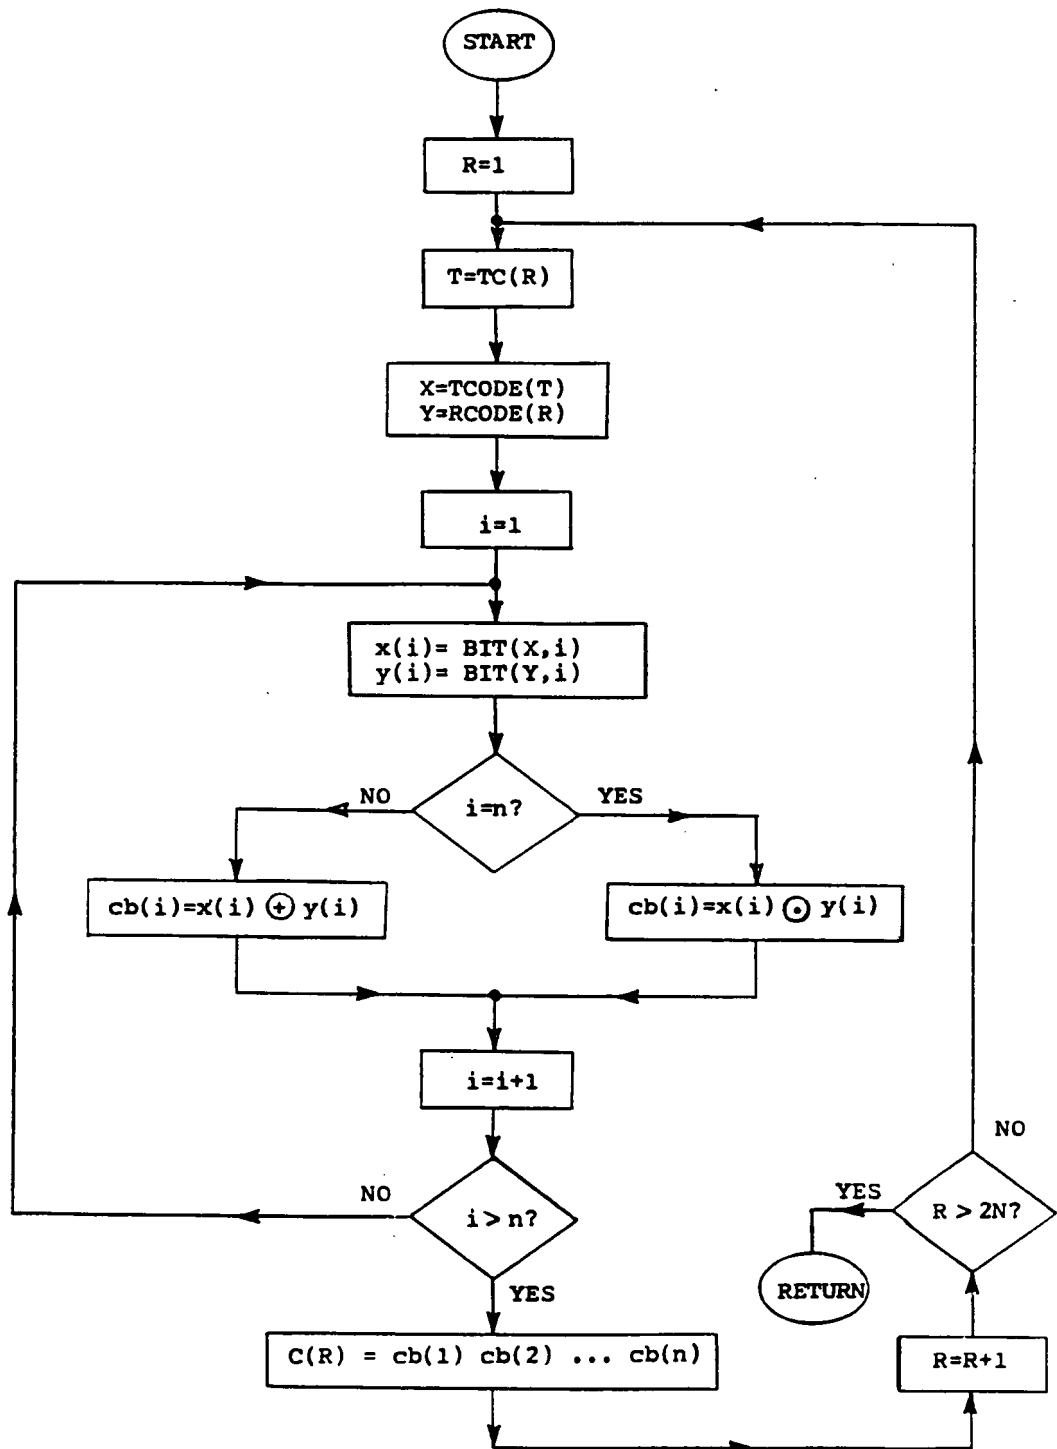 START
R=1
T=TC(R)
X=TCODE(T)
Y=RCODE(R)
i=1
x(i)= BIT(X,i)
y(i)= BIT(Y,i)
i=n?
NO
YES
cb(i)=x(i) ⊕ y(i)
cb(i)=x(i) ⊙ y(i)
i=i+1
i>n?
NO
YES
C(R) = cb(1) cb(2) ... cb(n)
R=R+1
R > 2N?
NO
YES
RETURN